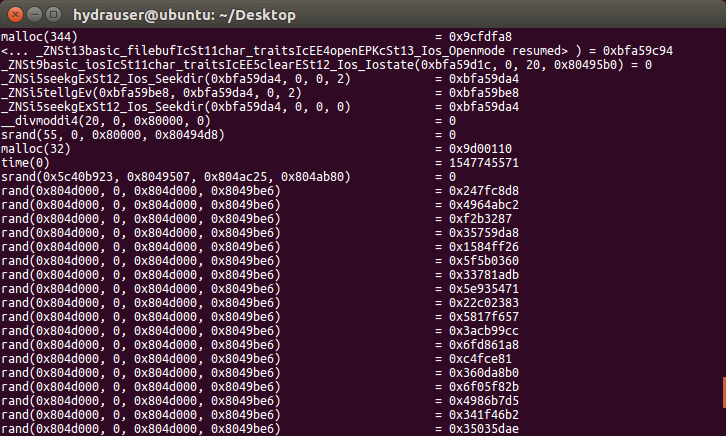 hydrauser@ubuntu: ~/Desktop
malloc(344) = 0x9cfdfa8
<... _ZNSt13basic_filebufIcSt11char_traitsIcEE4openEPKcSt13_Ios_Openmode resumed> ) = 0xbfa59c94
_ZNSt9basic_iosIcSt11char_traitsIcEE5clearESt12_Ios_Iostate(0xbfa59d1c, 0, 20, 0x80495b0) = 0
_ZNSi5seekgExSt12_Ios_Seekdir(0xbfa59da4, 0, 0, 2) = 0xbfa59da4
_ZNSi5tellgEv(0xbfa59be8, 0xbfa59da4, 0, 2) = 0xbfa59be8
_ZNSi5seekgExSt12_Ios_Seekdir(0xbfa59da4, 0, 0, 0) = 0xbfa59da4
__divmoddi4(20, 0, 0x80000, 0) = 0
srand(55, 0, 0x80000, 0x80494d8) = 0
malloc(32) = 0x9d00110
time(0) = 1547745571
srand(0x5c40b923, 0x8049507, 0x804ac25, 0x804ab80) = 0
rand(0x804d000, 0, 0x804d000, 0x8049be6) = 0x247fc8d8
rand(0x804d000, 0, 0x804d000, 0x8049be6) = 0x4964abc2
rand(0x804d000, 0, 0x804d000, 0x8049be6) = 0xf2b3287
rand(0x804d000, 0, 0x804d000, 0x8049be6) = 0x35759da8
rand(0x804d000, 0, 0x804d000, 0x8049be6) = 0x1584ff26
rand(0x804d000, 0, 0x804d000, 0x8049be6) = 0x5f5b0360
rand(0x804d000, 0, 0x804d000, 0x8049be6) = 0x33781adb
rand(0x804d000, 0, 0x804d000, 0x8049be6) = 0x5e935471
rand(0x804d000, 0, 0x804d000, 0x8049be6) = 0x22c02383
rand(0x804d000, 0, 0x804d000, 0x8049be6) = 0x5817f657
rand(0x804d000, 0, 0x804d000, 0x8049be6) = 0x3acb99cc
rand(0x804d000, 0, 0x804d000, 0x8049be6) = 0x6fd861a8
rand(0x804d000, 0, 0x804d000, 0x8049be6) = 0xc4fce81
rand(0x804d000, 0, 0x804d000, 0x8049be6) = 0x360da8b0
rand(0x804d000, 0, 0x804d000, 0x8049be6) = 0x6f05f82b
rand(0x804d000, 0, 0x804d000, 0x8049be6) = 0x4986b7d5
rand(0x804d000, 0, 0x804d000, 0x8049be6) = 0x341f46b2
rand(0x804d000, 0, 0x804d000, 0x8049be6) = 0x35035dae